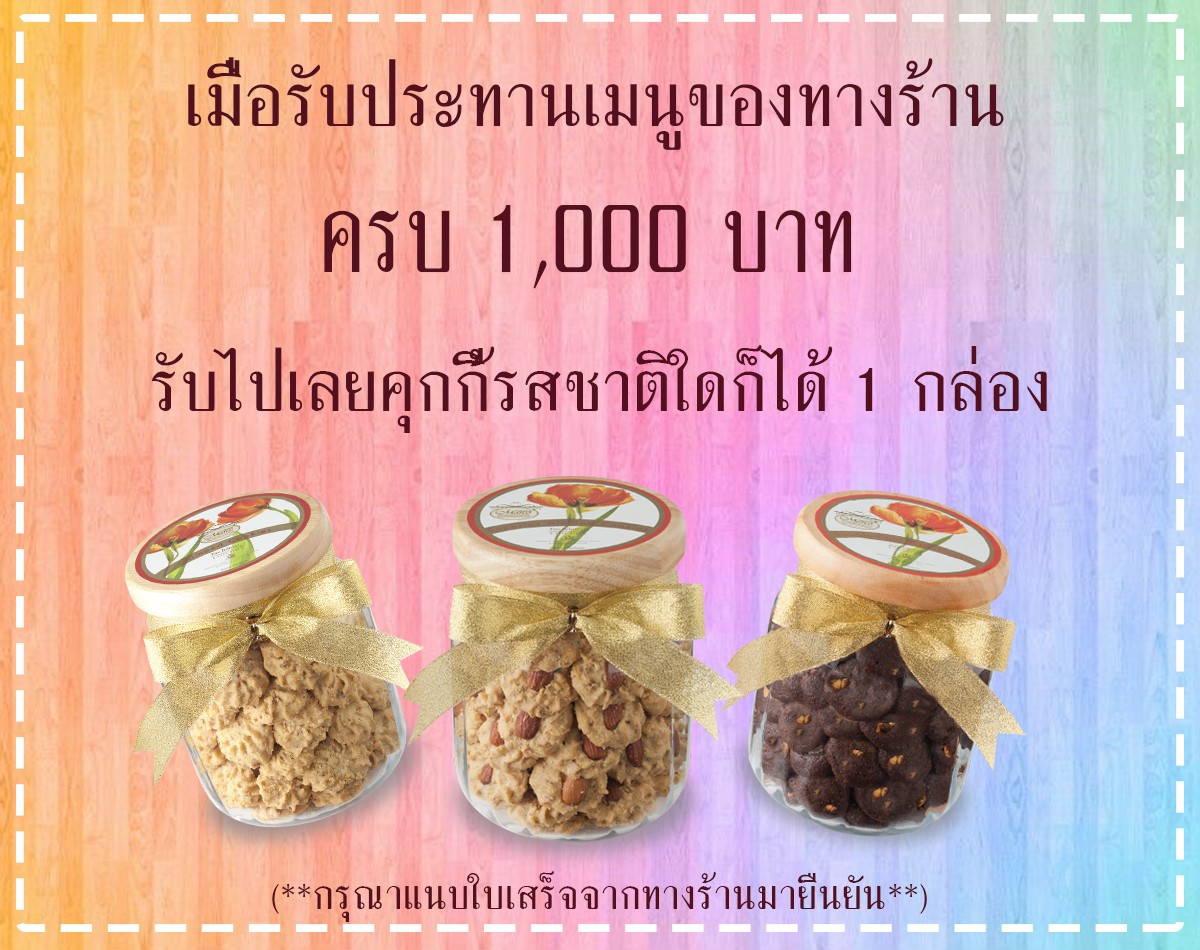 เมื่อรับประทานเมนูของทางร้าน
ครบ 1,000 บาท
รับไปเลยคุกกี้รสชาติใดก็ได้ 1 กล่อง
(**กรุณาแนบใบเสร็จจากทางร้านมายืนยัน**)